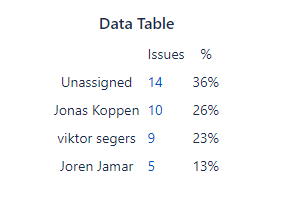 Data Table
Issues %
Unassigned 14 36%
Jonas Koppen 10 26%
viktor segers 9 23%
Joren Jamar 5 13%